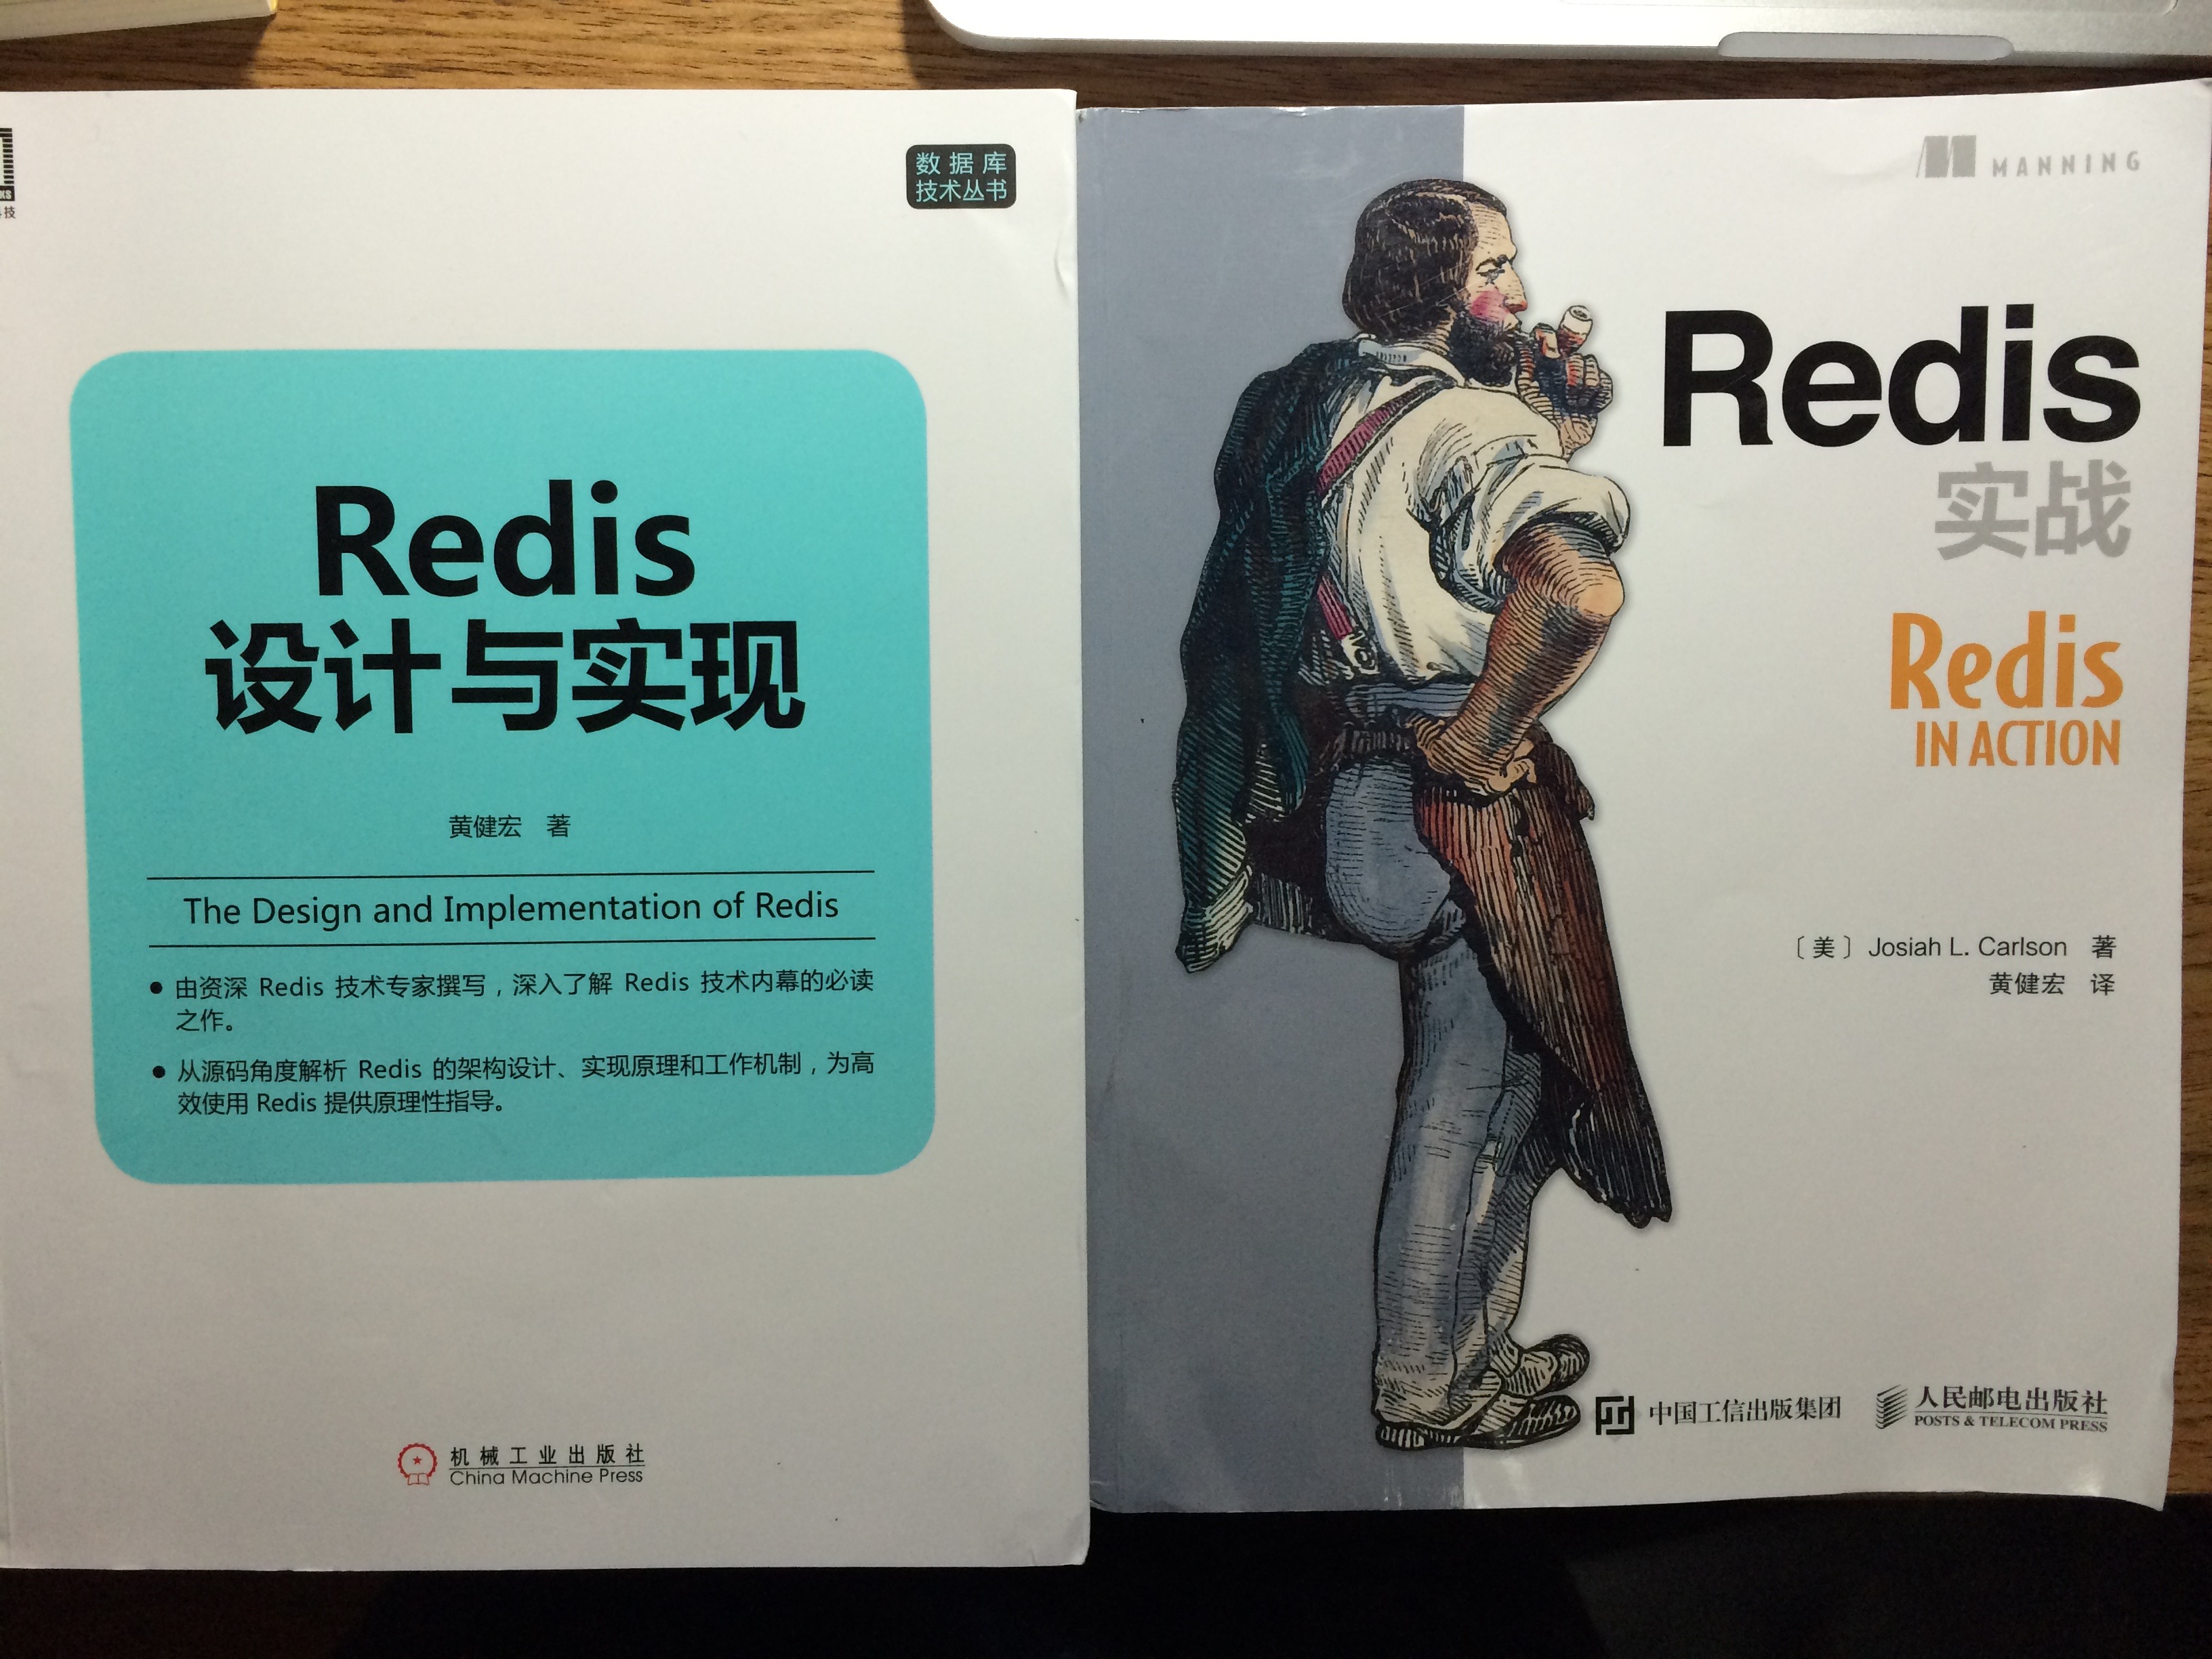 数据库
技术丛书
Redis
设计与实现
黄健宏 著
The Design and Implementation of Redis
● 由资深 Redis 技术专家撰写，深入了解 Redis 技术内幕的必读
之作。
● 从源码角度解析 Redis 的架构设计、实现原理和工作机制，为高
效使用 Redis 提供原理性指导。
机械工业出版社
China Machine Press
MANNING
Redis
实战
Redis
IN ACTION
〔美〕 Josiah L. Carlson 著
黄健宏 译
中国工信出版集团
人民邮电出版社
POSTS & TELECOM PRESS